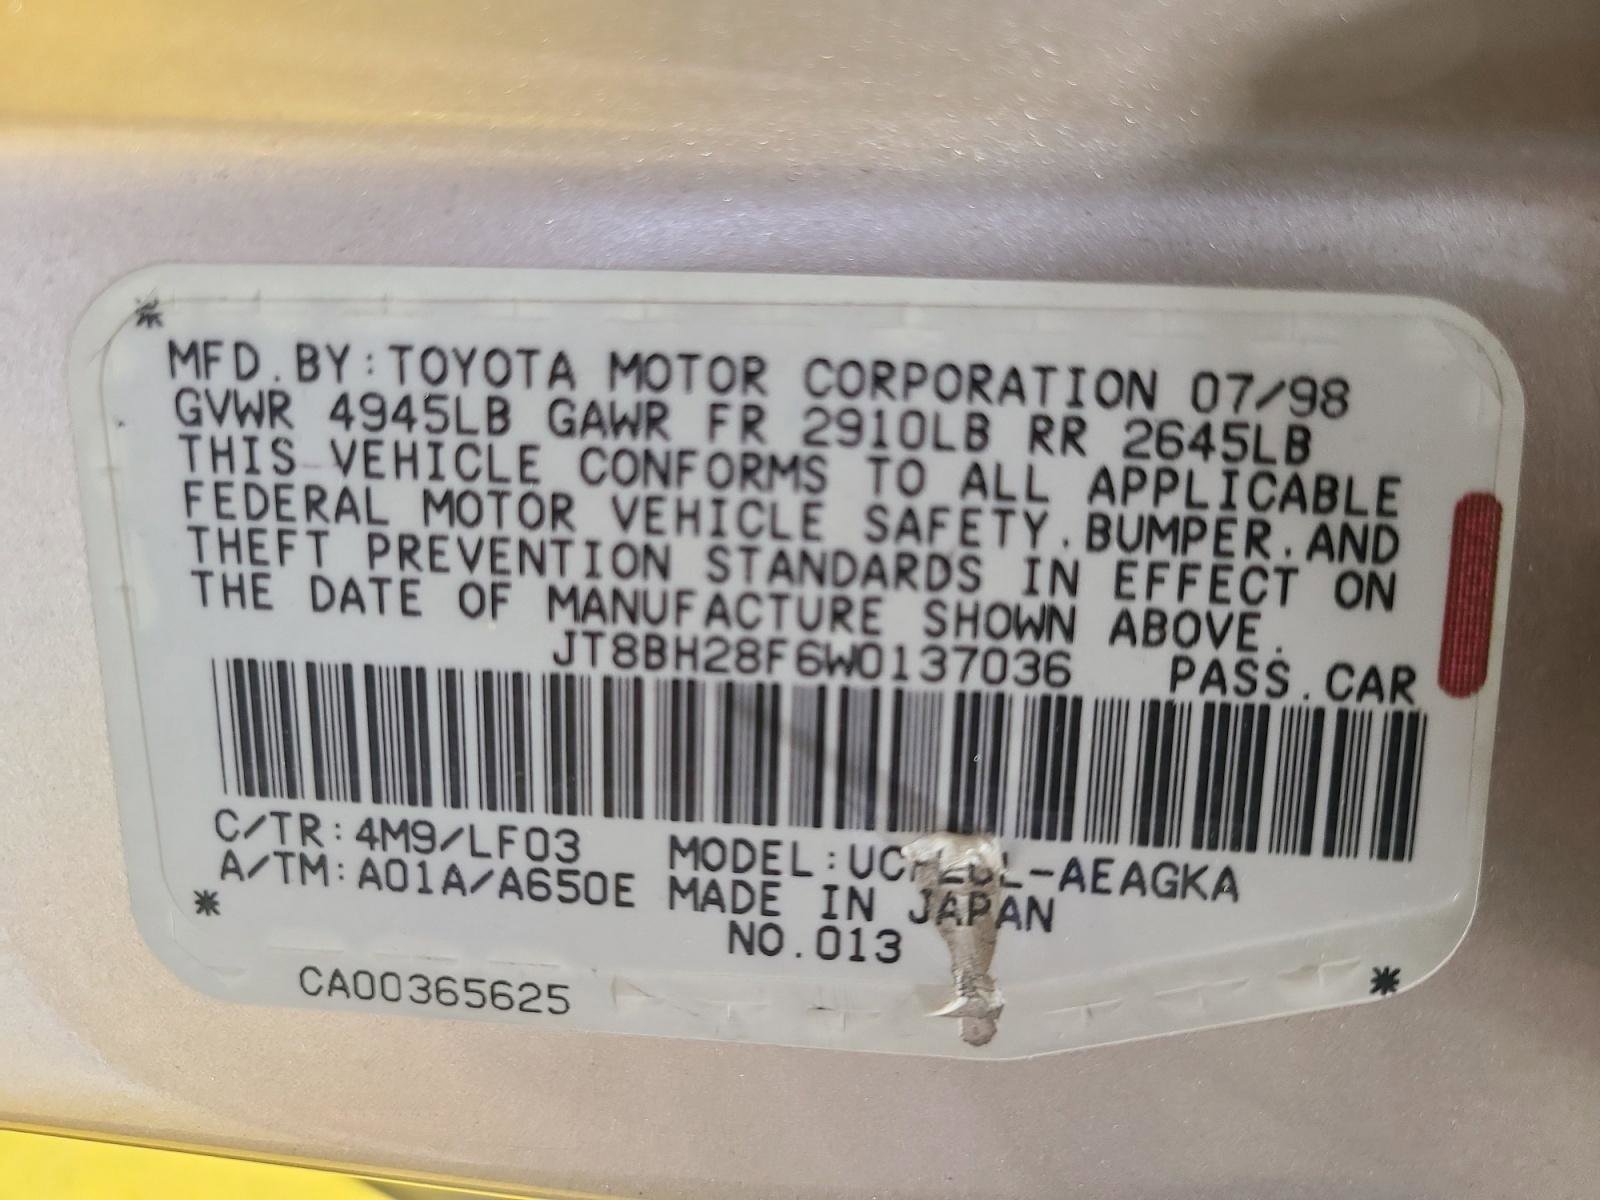 MFD.BY:TOYOTA MOTOR CORPORATION 07/98
GVWR 4945LB GAWR FR 2910LB RR 2645LB
THIS VEHICLE CONFORMS TO ALL APPLICABLE
FEDERAL MOTOR VEHICLE SAFETY.BUMPER.AND
THEFT PREVENTION STANDARDS IN EFFECT ON
THE DATE OF MANUFACTURE SHOWN ABOVE.
JT8BH28F6W0137036 PASS.CAR
C/TR:4M9/LF03 MODEL:
A/TM:A01A/A650E MADE IN JAPAN
NO.013
CA00365625